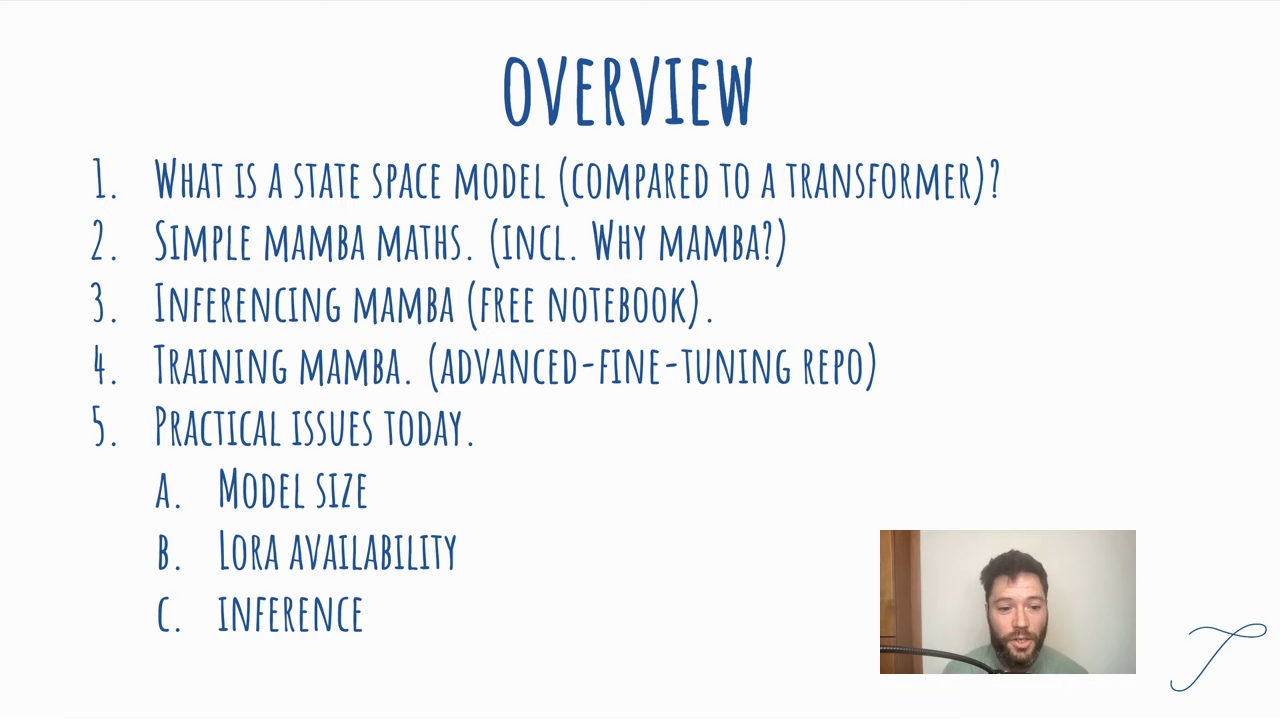 OVERVIEW
1. WHAT IS A STATE SPACE MODEL (COMPARED TO A TRANSFORMER)?
2. SIMPLE MAMBA MATHS. (INCL. WHY MAMBA?)
3. INFERENCING MAMBA (FREE NOTEBOOK).
4. TRAINING MAMBA. (ADVANCED-FINE-TUNING REPO)
5. PRACTICAL ISSUES TODAY.
A. MODEL SIZE
B. LORA AVAILABILITY
C. INFERENCE
T